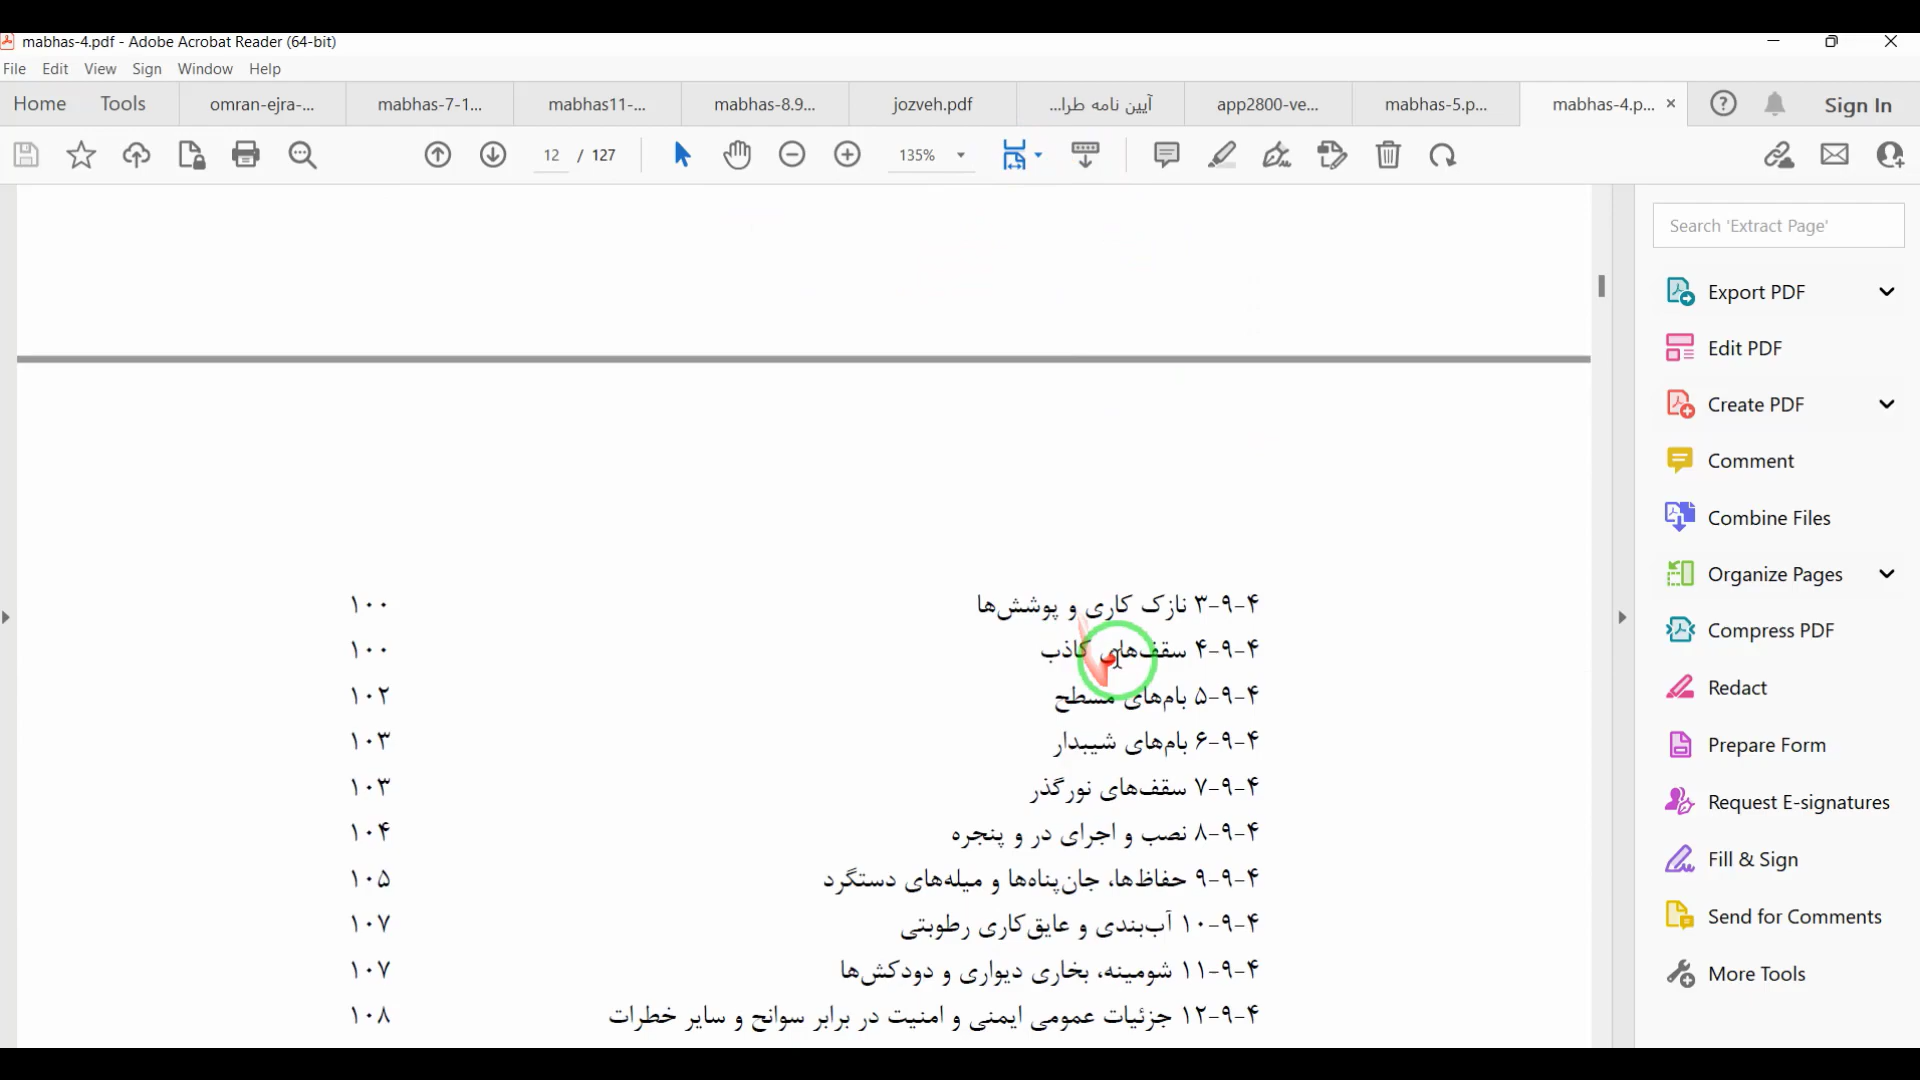 mabhas-4.pdf - Adobe Acrobat Reader (64-bit)
File Edit View Sign Window Help
Home Tools omran-ejra-... mabhas-7-1... mabhas11-... mabhas-8.9... jozveh.pdf آیین نامه طرا... app2800-ve... mabhas-5.p... mabhas-4.p... Sign In
12 / 127 135%
Search 'Extract Page'
Export PDF
Edit PDF
Create PDF
Comment
Combine Files
Organize Pages
Compress PDF
Redact
Prepare Form
Request E-signatures
Fill & Sign
Send for Comments
More Tools
۴-۹-۳ نازک کاری و پوشش‌ها ۱۰۰
۴-۹-۴ سقف‌های کاذب ۱۰۰
۴-۹-۵ بام‌های مسطح ۱۰۲
۴-۹-۶ بام‌های شیبدار ۱۰۳
۴-۹-۷ سقف‌های نورگذر ۱۰۳
۴-۹-۸ نصب و اجرای در و پنجره ۱۰۴
۴-۹-۹ حفاظ‌ها، جان‌پناه‌ها و میله‌های دستگرد ۱۰۵
۴-۹-۱۰ آب‌بندی و عایق‌کاری رطوبتی ۱۰۷
۴-۹-۱۱ شومینه، بخاری دیواری و دودکش‌ها ۱۰۷
۴-۹-۱۲ جزئیات عمومی ایمنی و امنیت در برابر سوانح و سایر خطرات ۱۰۸